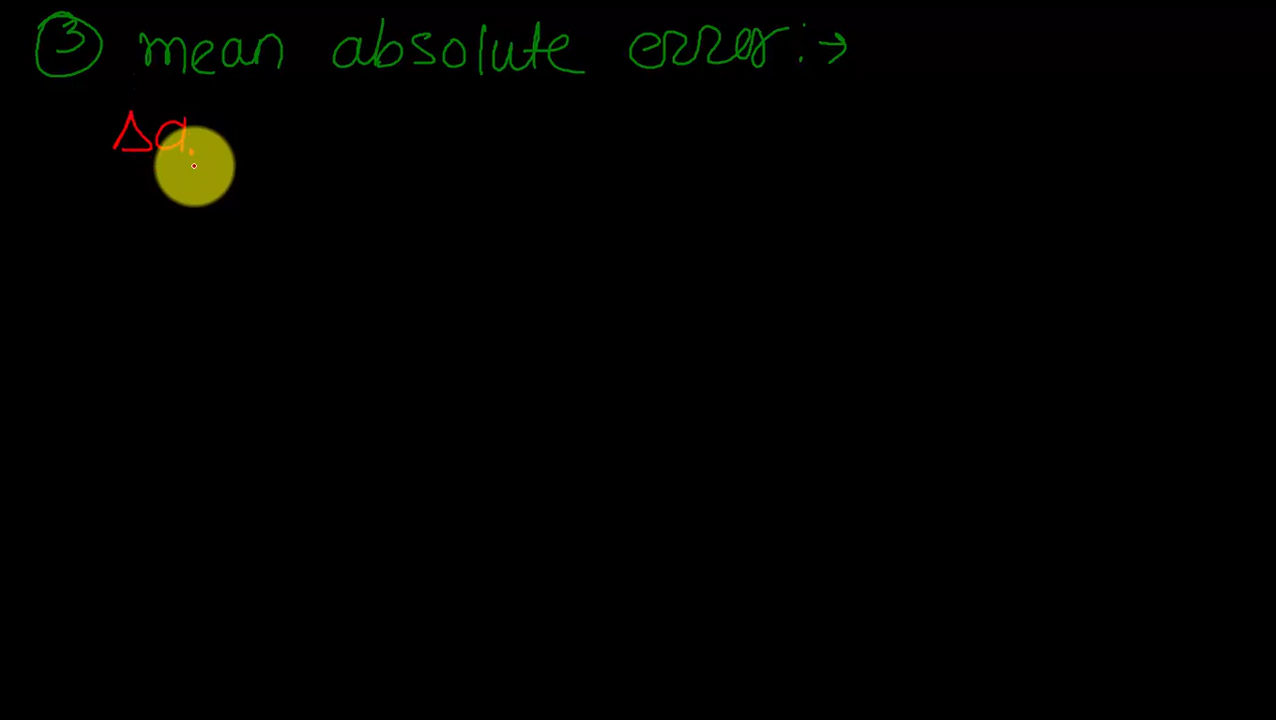 ③ mean absolute error :→
Δa